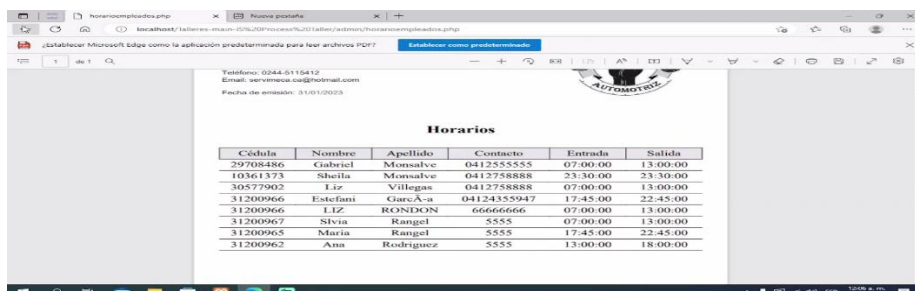 horarioempleados.php
Nueva pestaña
localhost/Talleres-main-IS%20Process%20Taller/admin/horarioempleados.php
¿Establecer Microsoft Edge como la aplicación predeterminada para leer archivos PDF?
Establecer como predeterminado
1 de 1
Teléfono: 0244-5115412
Email: servimeca.ca@hotmail.com
Fecha de emisión: 31/01/2023
AUTOMOTRIZ
Horarios
Cédula Nombre Apellido Contacto Entrada Salida
29708486 Gabriel Monsalve 0412555555 07:00:00 13:00:00
10361373 Sheila Monsalve 0412758888 23:30:00 23:30:00
30577902 Liz Villegas 0412758888 07:00:00 13:00:00
31200966 Estefani GarcÃ-a 04124355947 17:45:00 22:45:00
31200966 LIZ RONDON 66666666 07:00:00 13:00:00
31200967 Slvia Rangel 5555 07:00:00 13:00:00
31200965 Maria Rangel 5555 17:45:00 22:45:00
31200962 Ana Rodriguez 5555 13:00:00 18:00:00
12:06 a. m.